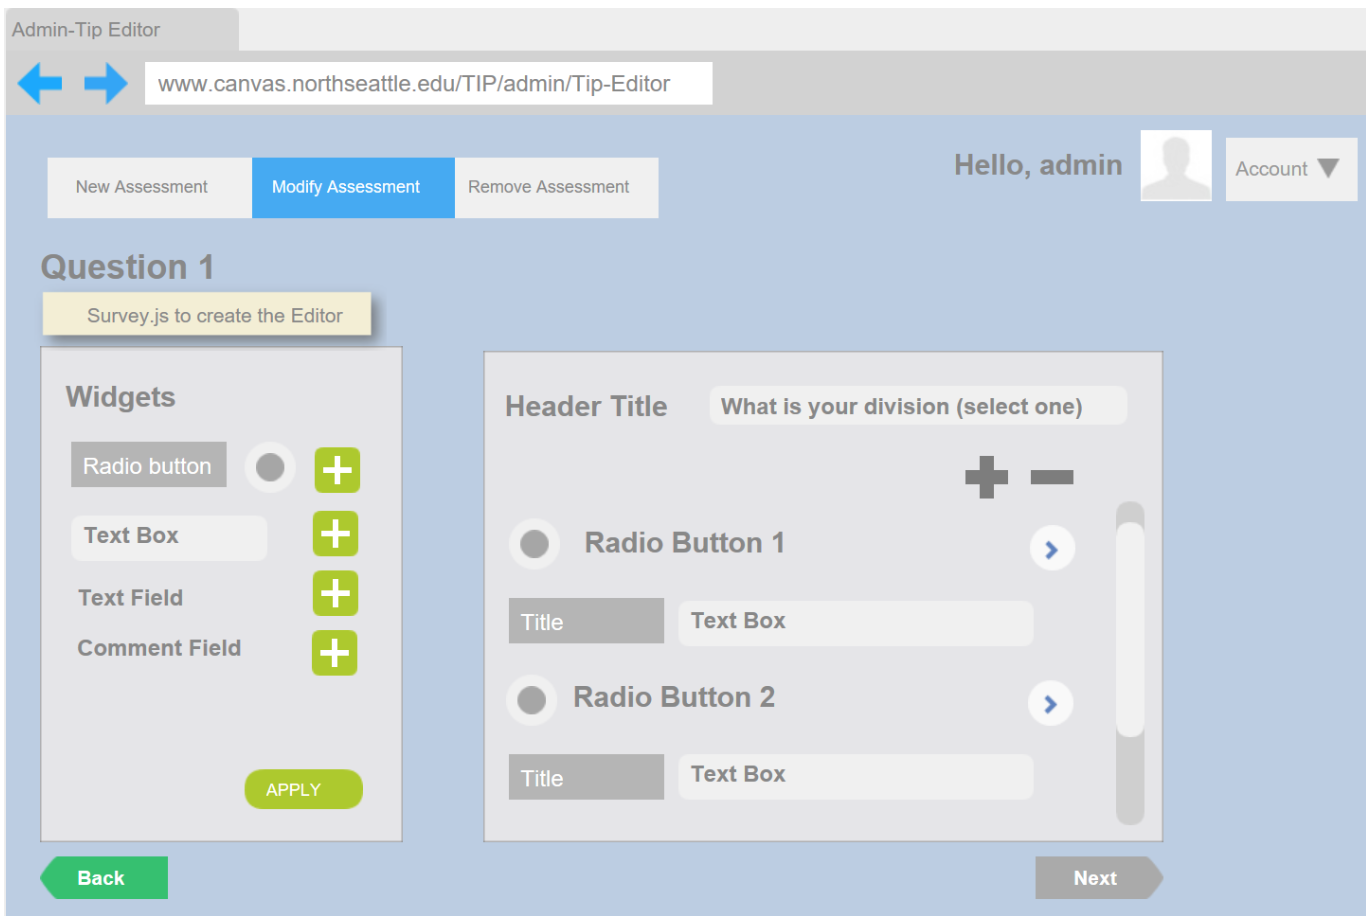 Admin-Tip Editor
www.canvas.northseattle.edu/TIP/admin/Tip-Editor
Hello, admin
Account
New Assessment
Modify Assessment
Remove Assessment
Question 1
Survey.js to create the Editor
Widgets
Radio button
Text Box
Text Field
Comment Field
APPLY
Header Title
What is your division (select one)
Radio Button 1
Title
Text Box
Radio Button 2
Title
Text Box
Back
Next